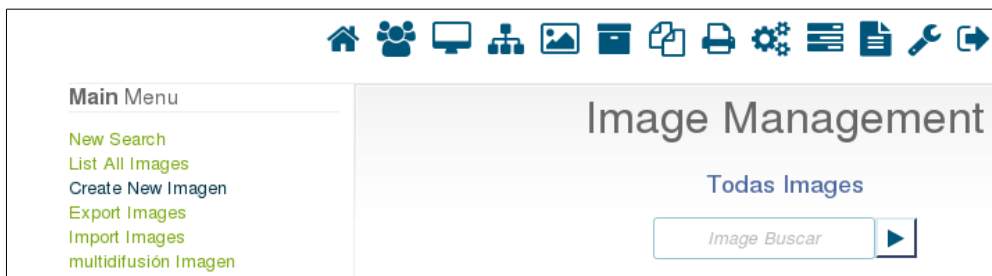 Main Menu
Image Management
New Search
List All Images
Todas Images
Create New Imagen
Export Images
Import Images
Image Buscar
multidifusión Imagen